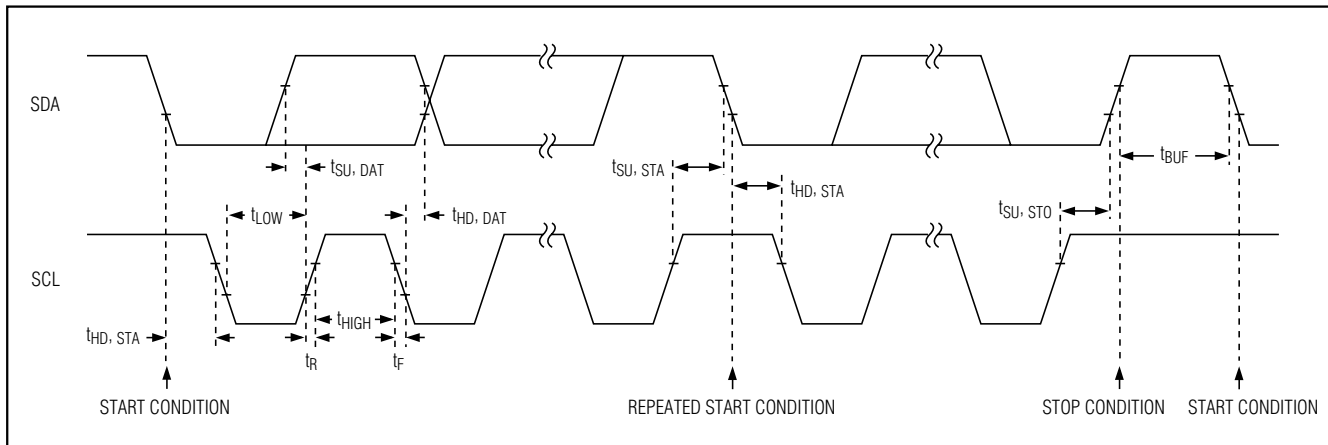 SDA
tSU, DAT
tSU, STA
tBUF
tHD, STA
tLOW
tHD, DAT
tSU, STO
SCL
tHIGH
tHD, STA
tR
tF
START CONDITION
REPEATED START CONDITION
STOP CONDITION
START CONDITION